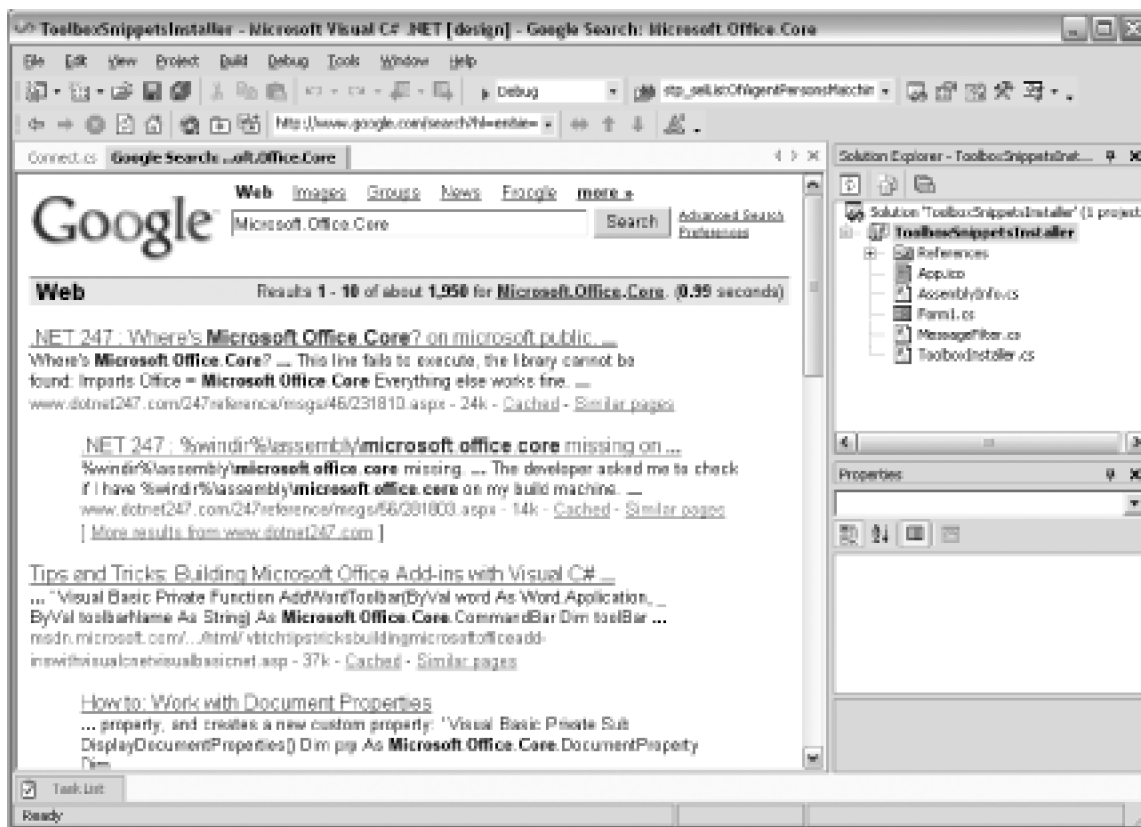 ToolboxSnippetsInstaller - Microsoft Visual C# .NET [design] - Google Search: Microsoft.Office.Core
File Edit View Project Build Debug Tools Window Help
Debug stp_selListOfAgentPersonsMatchin
http://www.google.com/search?hl=en&ie=
Connect.cs Google Search: ...oft.Office.Core
Google
Web Images Groups News Froogle more »
Microsoft.Office.Core Search Advanced Search
Preferences
Web Results 1 - 10 of about 1,950 for Microsoft.Office.Core. (0.99 seconds)
.NET 247 : Where's Microsoft Office.Core? on microsoft public. ...
Where's Microsoft Office.Core? ... This line fails to execute, the library cannot be
found: Imports Office = Microsoft.Office.Core Everything else works fine. ...
www.dotnet247.com/247reference/msgs/46/231810.aspx - 24k - Cached - Similar pages
.NET 247 : %windir%\assembly\microsoft office core missing on ...
%windir%\assembly\microsoft.office.core missing. ... The developer asked me to check
if I have %windir%\assembly\microsoft.office.core on my build machine. ...
www.dotnet247.com/247reference/msgs/56/281803.aspx - 14k - Cached - Similar pages
[ More results from www.dotnet247.com ]
Tips and Tricks: Building Microsoft Office Add-ins with Visual C# ...
... "Visual Basic Private Function AddWordToolbar(ByVal word As Word.Application, _
ByVal toolbarName As String) As Microsoft.Office.Core.CommandBar Dim toolBar ...
msdn.microsoft.com/.../html/vbtchtipstricksbuildingmicrosoftofficeadd-
inswithvisualcnetvisualbasicnet.asp - 37k - Cached - Similar pages
How to: Work with Document Properties
... property, and creates a new custom property: "Visual Basic Private Sub
DisplayDocumentProperties() Dim prp As Microsoft.Office.Core.DocumentProperty
Dim
Solution Explorer - ToolboxSnippetsInst...
Solution 'ToolboxSnippetsInstaller' (1 project
ToolboxSnippetsInstaller
References
App.ico
AssemblyInfo.cs
Form1.cs
MessageFilter.cs
ToolboxInstaller.cs
Properties
Task List
Ready